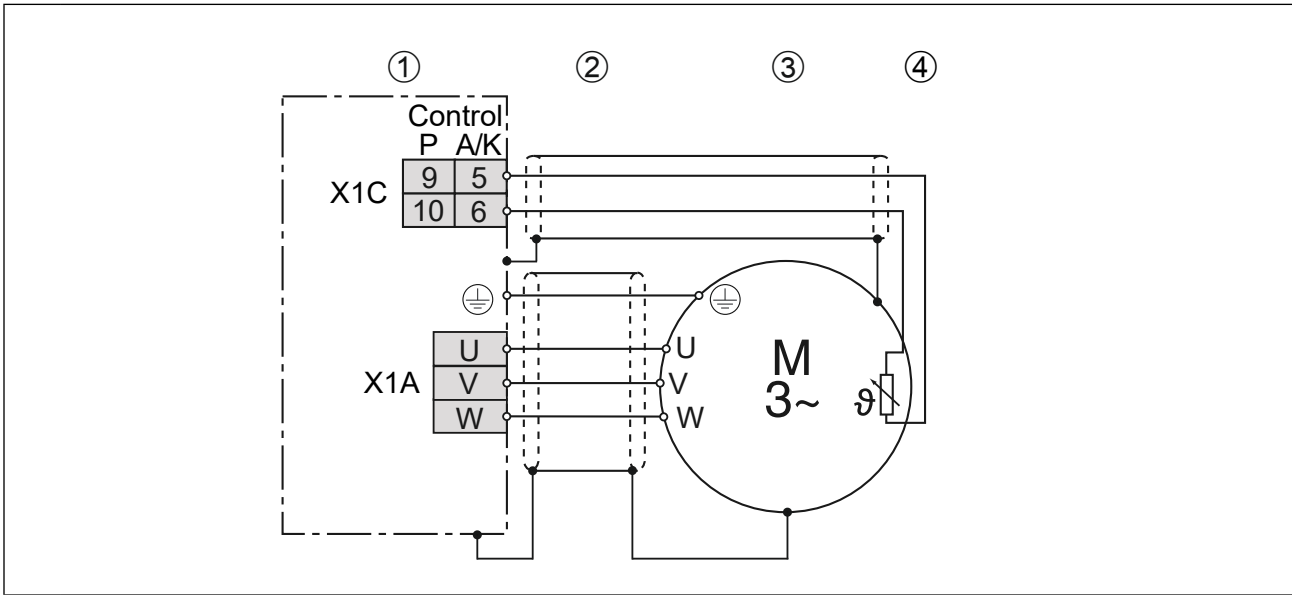 ① ② ③ ④
Control
P A/K
X1C 9 5
10 6
U U
X1A V V
W W
M
3~
ϑ